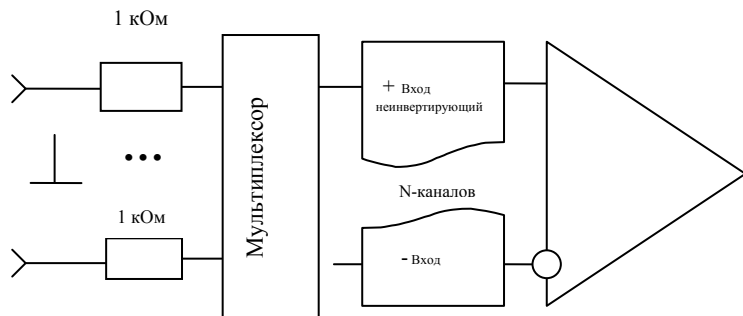 1 кОм
Мультиплексор
+ Вход
неинвертирующий
N-каналов
1 кОм
- Вход